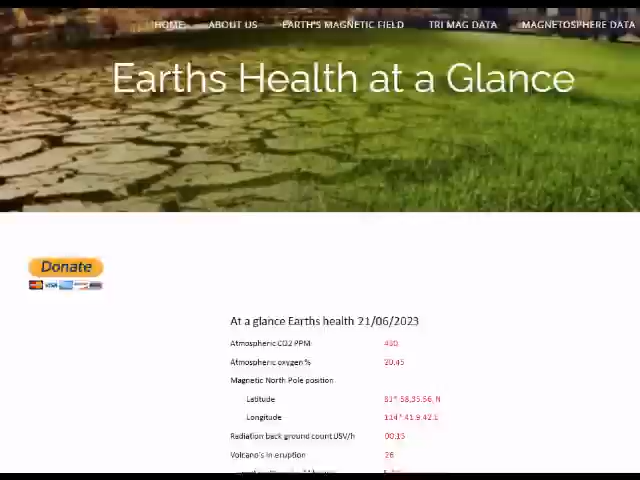 HOME ABOUT US EARTH'S MAGNETIC FIELD TRI MAG DATA MAGNETOSPHERE DATA
Earths Health at a Glance
Donate
At a glance Earths health 21/06/2023
Atmospheric CO2 PPM
Atmospheric oxygen % 20.45
Magnetic North Pole position
Latitude
Longitude
Radiation back ground count USV/h 00.15
Volcano's in eruption 26